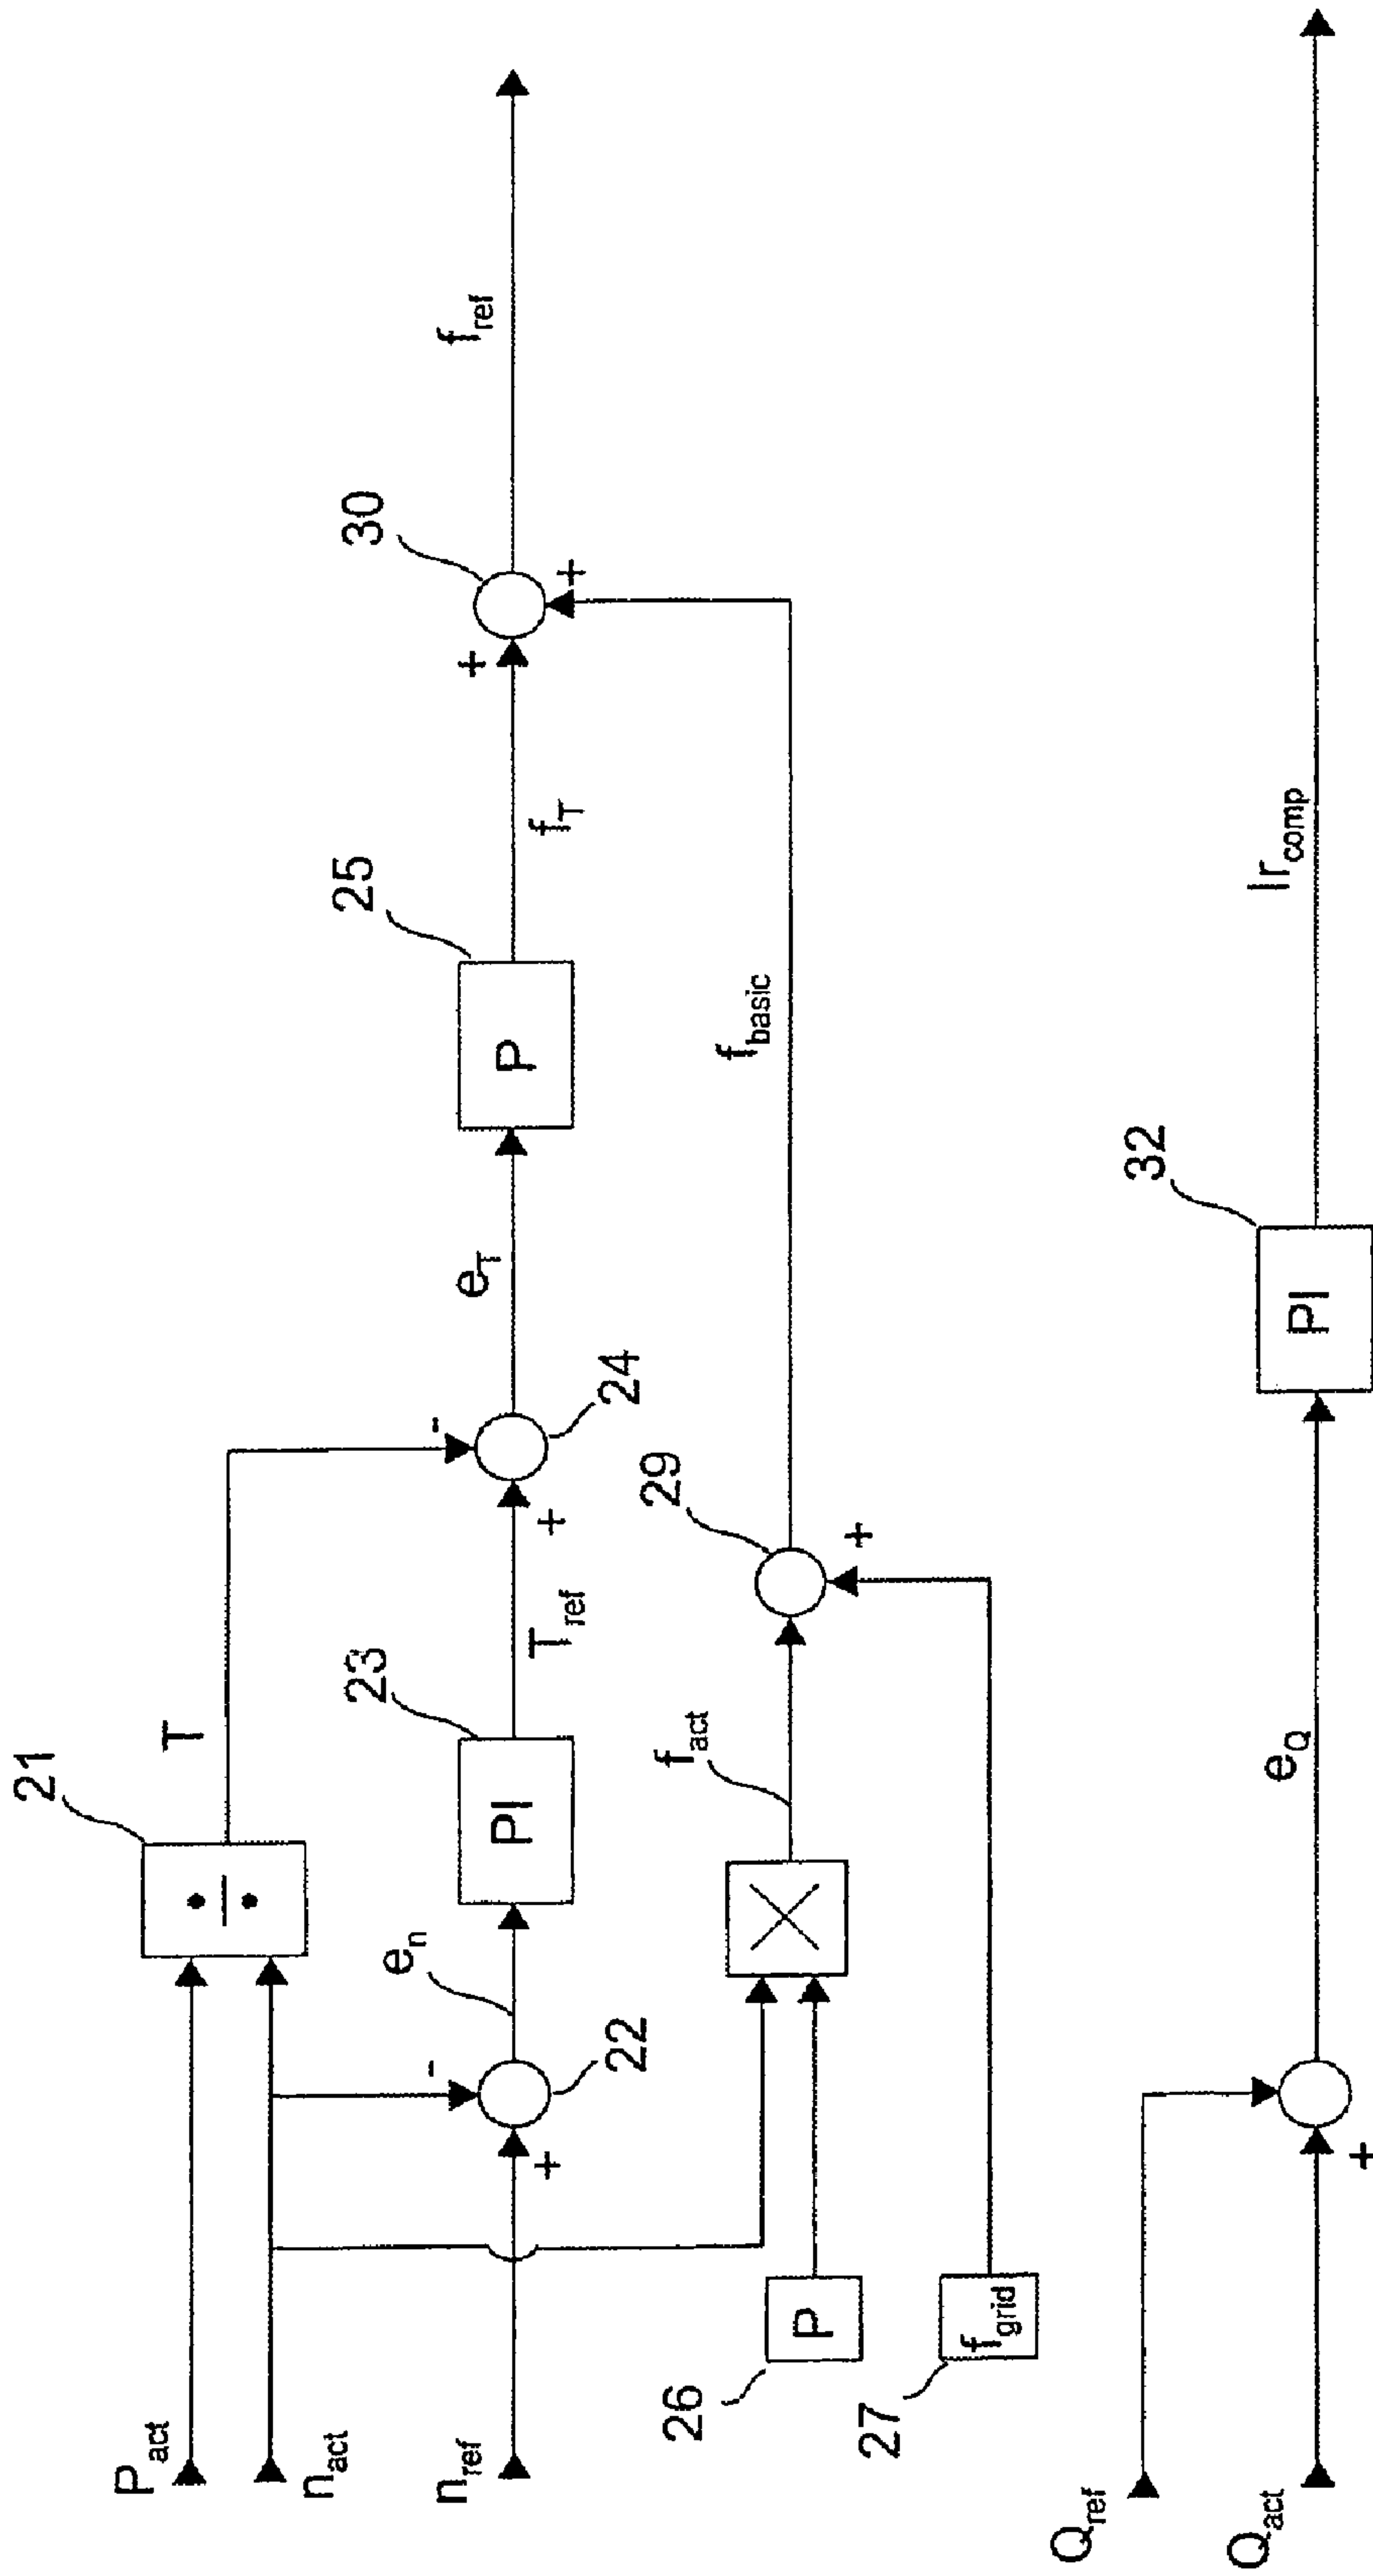 P_act
n_act
n_ref
21
÷
T
-
+
22
e_n
PI
23
T_ref
-
+
24
e_T
P
25
f_T
+
+
30
f_ref
26
P
27
f_grid
f_act
29
+
f_basic
Q_ref
Q_act
+
e_Q
PI
32
Ir_comp